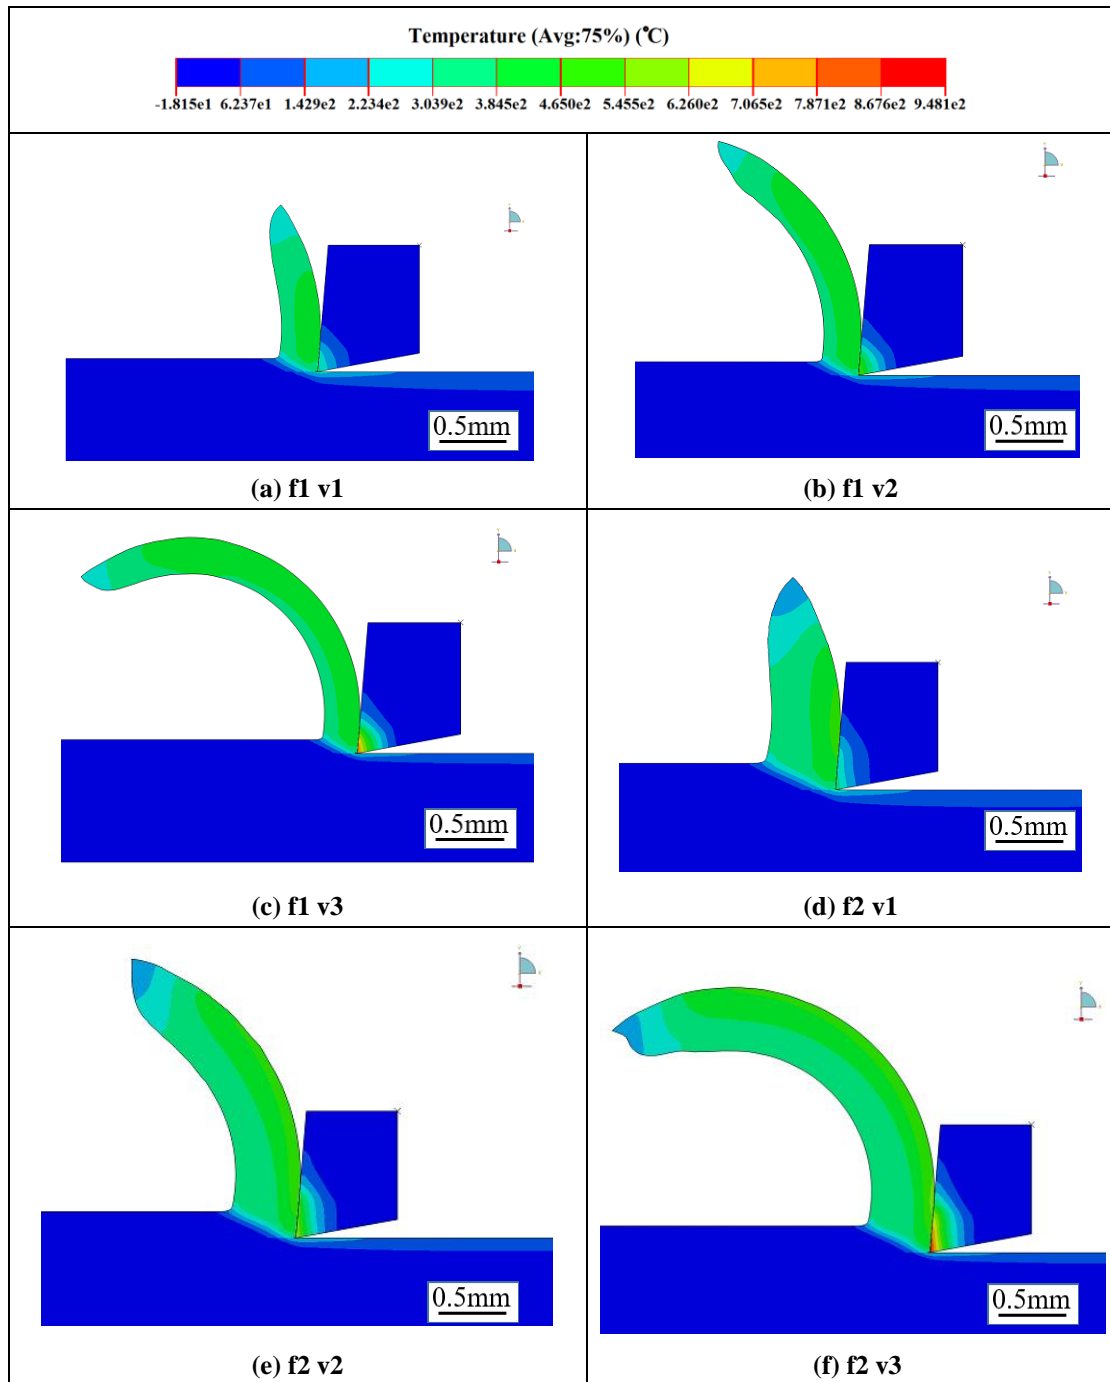 Temperature (Avg:75%) (℃)
-1.815e1 6.237e1 1.429e2 2.234e2 3.039e2 3.845e2 4.650e2 5.455e2 6.260e2 7.065e2 7.871e2 8.676e2 9.481e2
0.5mm
0.5mm
(a) f1 v1
(b) f1 v2
0.5mm
0.5mm
(c) f1 v3
(d) f2 v1
0.5mm
0.5mm
(e) f2 v2
(f) f2 v3